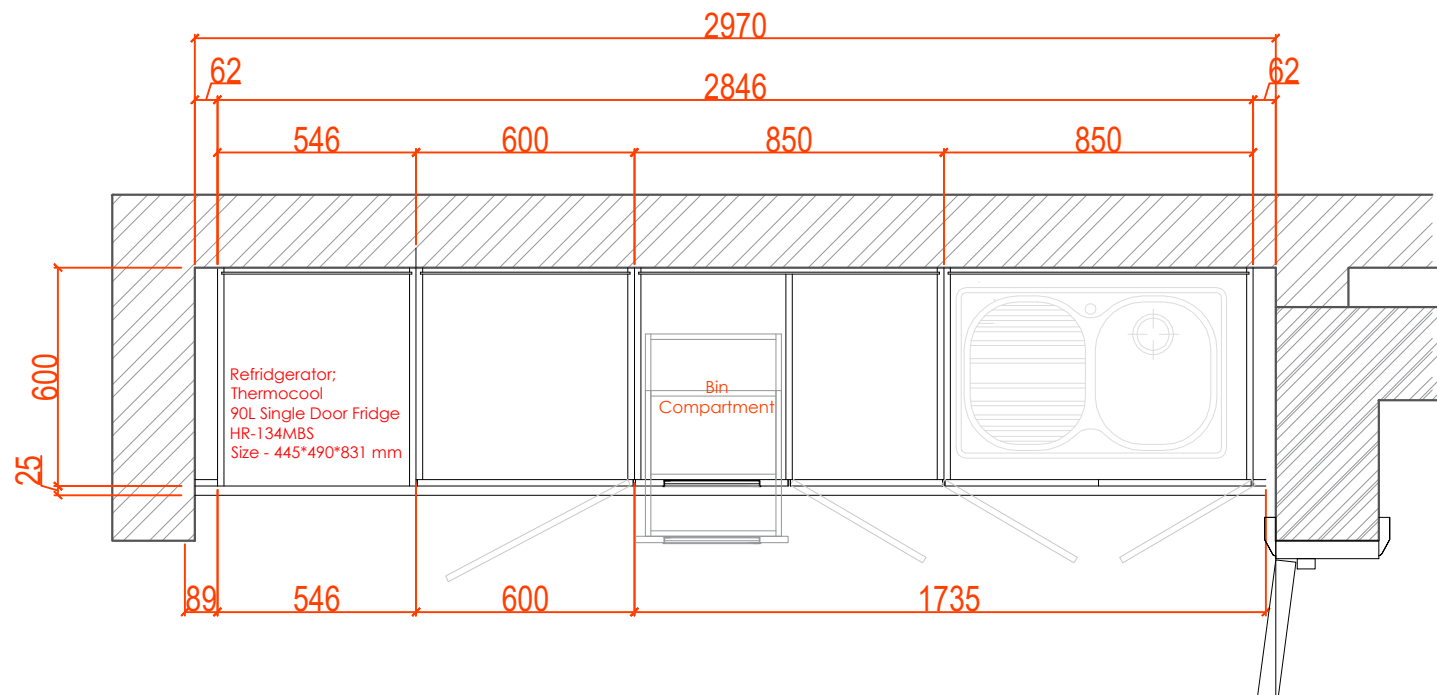 2970
62
2846
62
546
600
850
850
600
25
Refridgerator;
Thermocool
90L Single Door Fridge
HR-134MBS
Size - 445*490*831 mm
Bin
Compartment
89
546
600
1735